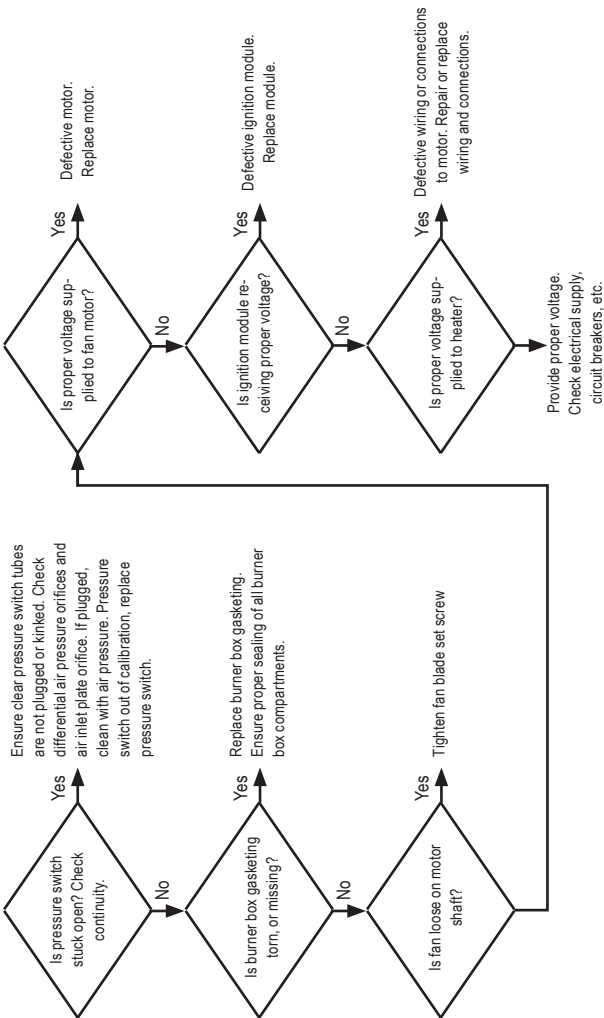 Is pressure switch
stuck open? Check
continuity.
Yes
Ensure clear pressure switch tubes
are not plugged or kinked. Check
differential air pressure orifices and
air inlet plate orifice. If plugged,
clean with air pressure. Pressure
switch out of calibration, replace
pressure switch.
No
Is burner box gasketing
torn, or missing?
Yes
Replace burner box gasketing.
Ensure proper sealing of all burner
box compartments.
No
Is fan loose on motor
shaft?
Yes
Tighten fan blade set screw
Is proper voltage sup-
plied to fan motor?
Yes
Defective motor.
Replace motor.
No
Is ignition module re-
ceiving proper voltage?
Yes
Defective ignition module.
Replace module.
No
Is proper voltage sup-
plied to heater?
Yes
Defective wiring or connections
to motor. Repair or replace
wiring and connections.
Provide proper voltage.
Check electrical supply,
circuit breakers, etc.